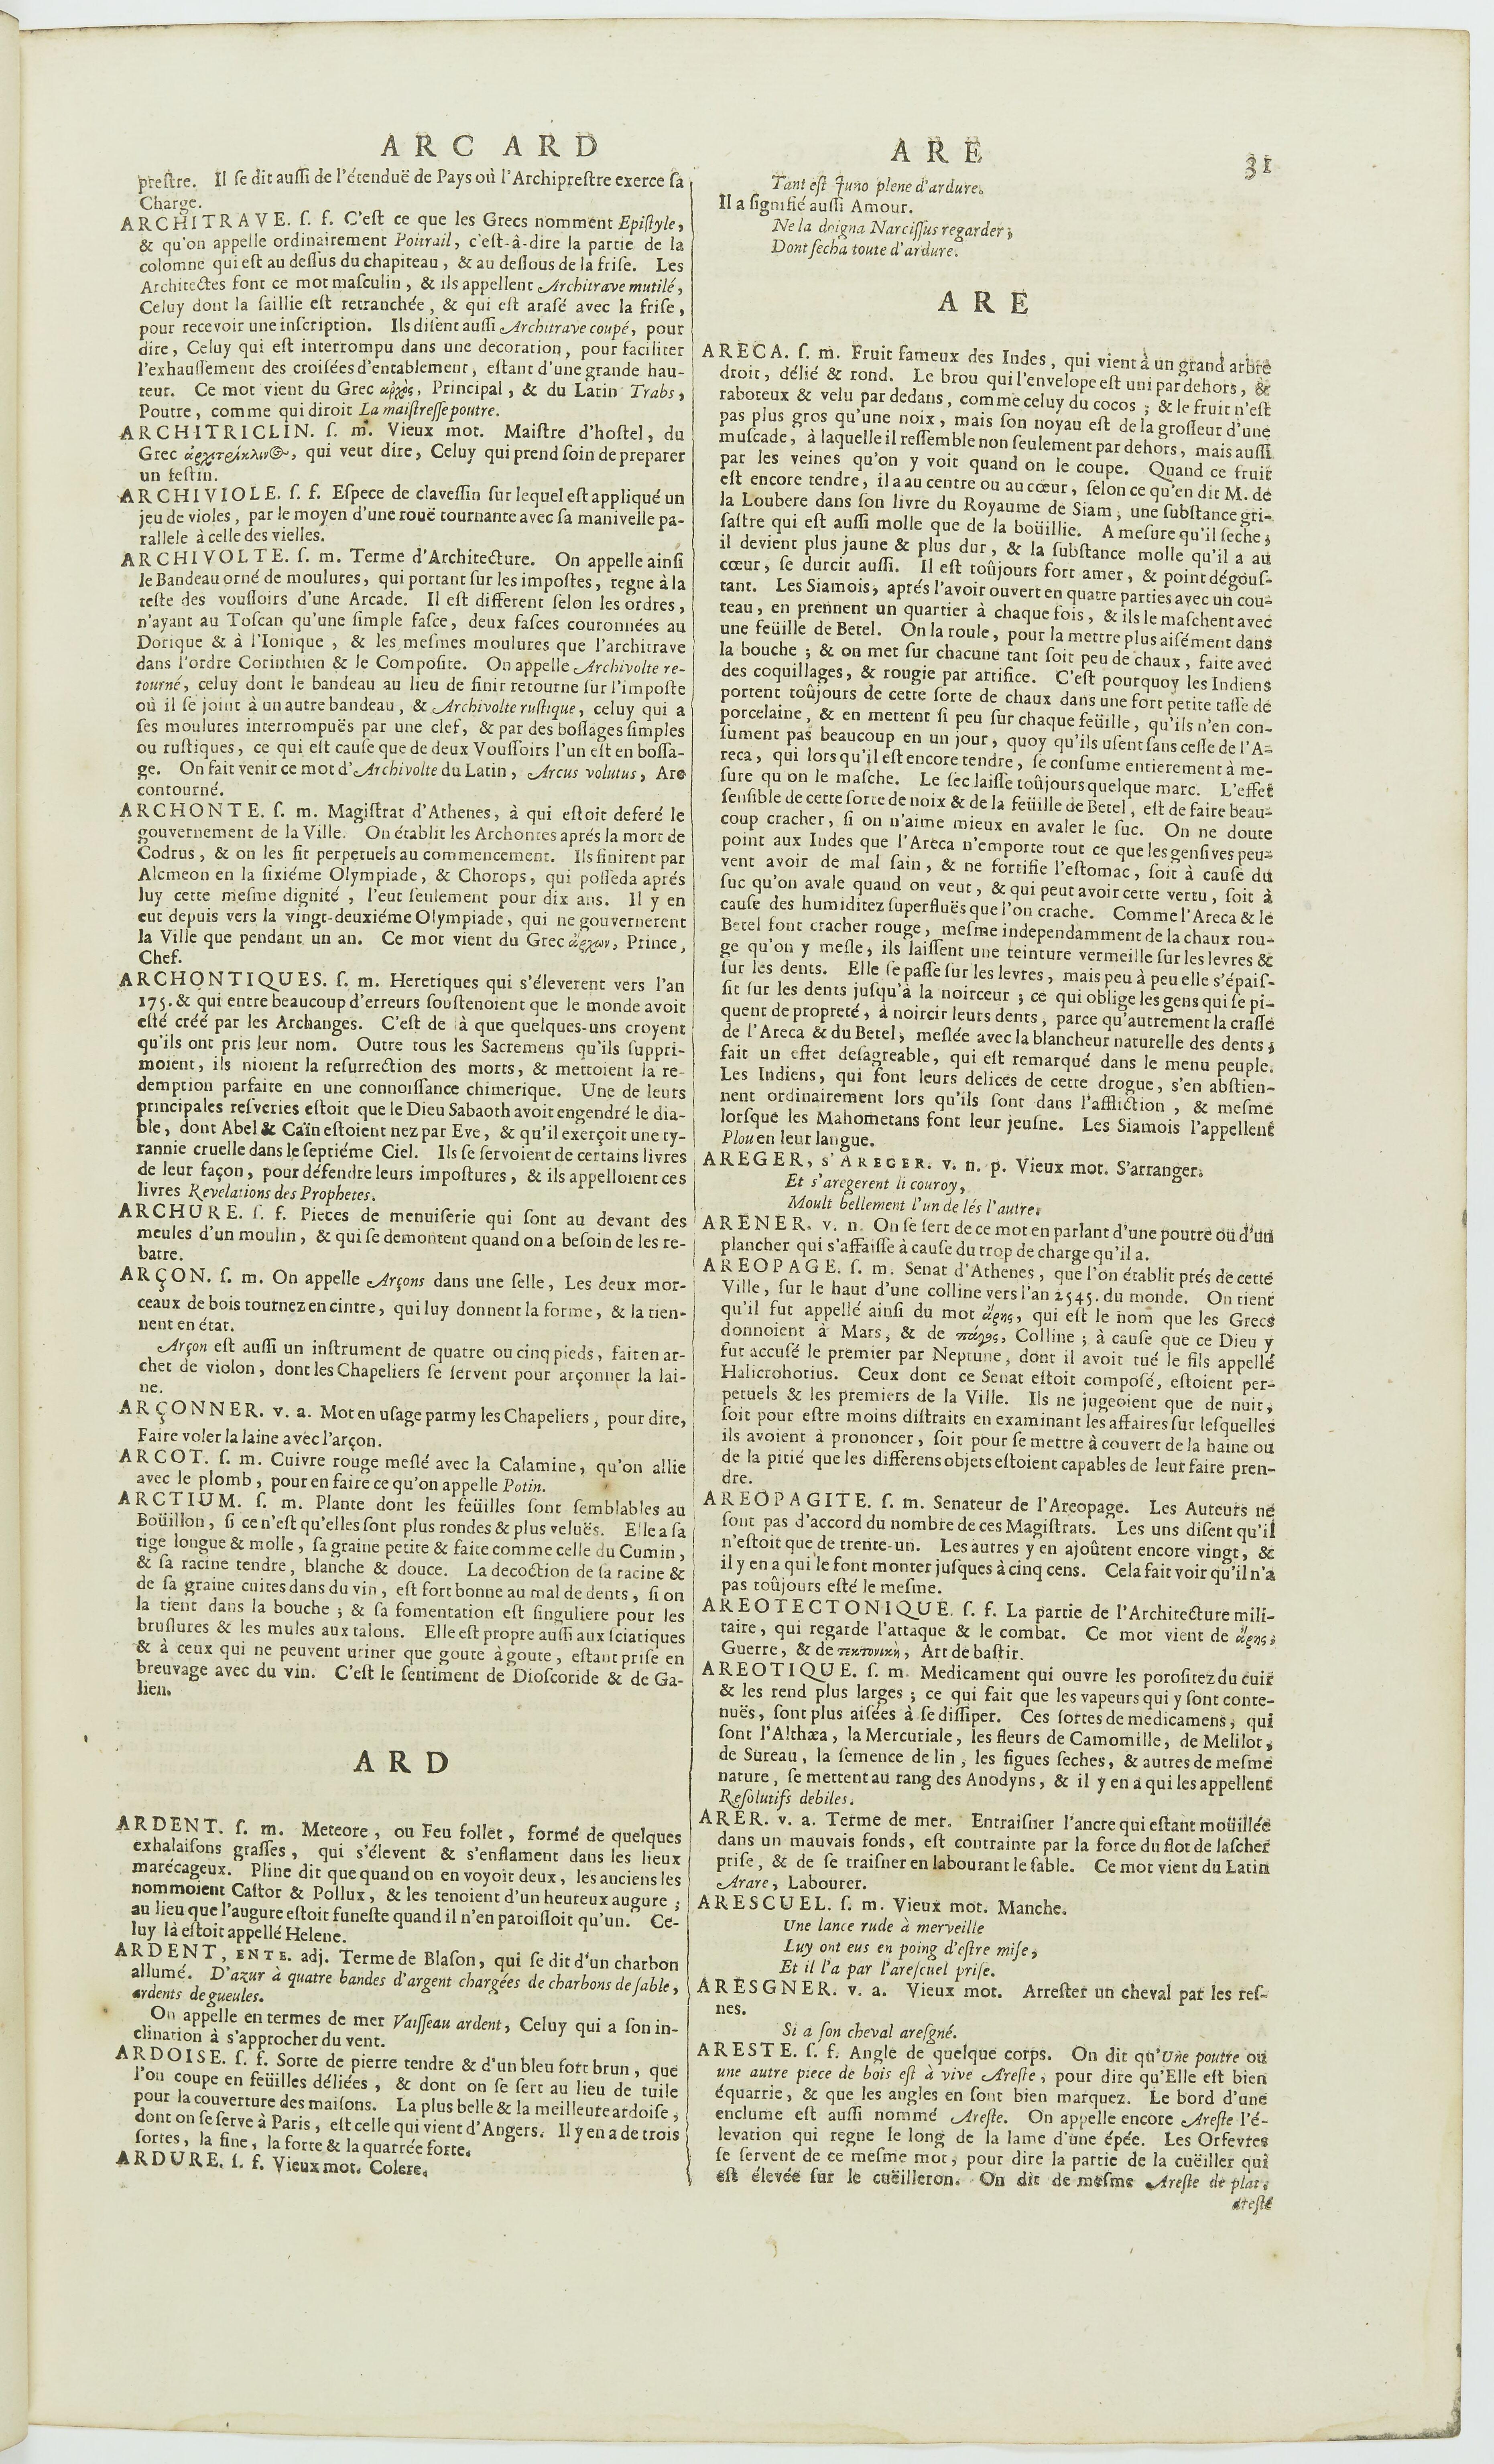 ARC ARD
preſtre. Il ſe dit auſſi de l'étenduë de Pays où l'Archipreſtre exerce ſa
Charge.
ARCHITRAVE. ſ. f. C'eſt ce que les Grecs nomment Epiſtyle,
& qu'on appelle ordinairement Poitrail, c'eſt-à-dire la partie de la
colomne qui eſt au deſſus du chapiteau, & au deſſous de la friſe. Les
Architectes font ce mot maſculin, & ils appellent Architrave mutilé,
Celuy dont la ſaillie eſt retranchée, & qui eſt araſé avec la friſe,
pour recevoir une inſcription. Ils diſent auſſi Architrave coupé, pour
dire, Celuy qui eſt interrompu dans une decoration, pour faciliter
l'exhauſſement des croiſées d'entablement, eſtant d'une grande hau-
teur. Ce mot vient du Grec ἀρχὸς, Principal, & du Latin Trabs,
Poutre, comme qui diroit La maiſtreſſe poutre.
ARCHITRICLIN. ſ. m. Vieux mot. Maiſtre d'hoſtel, du
Grec ἀρχιτρίκλινος, qui veut dire, Celuy qui prend ſoin de preparer
un feſtin.
ARCHIVIOLE. ſ. f. Eſpece de claveſſin ſur lequel eſt appliqué un
jeu de violes, par le moyen d'une rouë tournante avec ſa manivelle pa-
rallele à celle des vielles.
ARCHIVOLTE. ſ. m. Terme d'Architecture. On appelle ainſi
le Bandeau orné de moulures, qui portant ſur les impoſtes, regne à la
teſte des vouſſoirs d'une Arcade. Il eſt different ſelon les ordres,
n'ayant au Toſcan qu'une ſimple faſce, deux faſces couronnées au
Dorique & à l'Ionique, & les meſmes moulures que l'architrave
dans l'ordre Corinthien & le Compoſite. On appelle Archivolte re-
tourné, celuy dont le bandeau au lieu de finir retourne ſur l'impoſte
où il ſe joint à un autre bandeau, & Archivolte ruſtique, celuy qui a
ſes moulures interrompuës par une clef, & par des boſſages ſimples
ou ruſtiques, ce qui eſt cauſe que de deux Vouſſoirs l'un eſt en boſſa-
ge. On fait venir ce mot d'Archivolte du Latin, Arcus volutus, Arc
contourné.
ARCHONTE. ſ. m. Magiſtrat d'Athenes, à qui eſtoit deferé le
gouvernement de la Ville. On établit les Archontes aprés la mort de
Codrus, & on les fit perpetuels au commencement. Ils finirent par
Alcmeon en la ſixiéme Olympiade, & Chorops, qui poſſeda aprés
luy cette meſme dignité, l'eut ſeulement pour dix ans. Il y en
eut depuis vers la vingt-deuxiéme Olympiade, qui ne gouvernerent
la Ville que pendant un an. Ce mot vient du Grec ἄρχων, Prince,
Chef.
ARCHONTIQUES. ſ. m. Heretiques qui s'éleverent vers l'an
175. & qui entre beaucoup d'erreurs ſouſtenoient que le monde avoit
eſté créé par les Archanges. C'eſt de là que quelques-uns croyent
qu'ils ont pris leur nom. Outre tous les Sacremens qu'ils ſuppri-
moient, ils nioient la reſurrection des morts, & mettoient la re-
demption parfaite en une connoiſſance chimerique. Une de leurs
principales reſveries eſtoit que le Dieu Sabaoth avoit engendré le dia-
ble, dont Abel & Caïn eſtoient nez par Eve, & qu'il exerçoit une ty-
rannie cruelle dans le ſeptiéme Ciel. Ils ſe ſervoient de certains livres
de leur façon, pour défendre leurs impoſtures, & ils appelloient ces
livres Revelations des Prophetes.
ARCHURE. ſ. f. Pieces de menuiſerie qui ſont au devant des
meules d'un moulin, & qui ſe demontent quand on a beſoin de les re-
batre.
ARÇON. ſ. m. On appelle Arçons dans une ſelle, Les deux mor-
ceaux de bois tournez en cintre, qui luy donnent la forme, & la tien-
nent en état.
Arçon eſt auſſi un inſtrument de quatre ou cinq pieds, fait en ar-
chet de violon, dont les Chapeliers ſe ſervent pour arçonner la lai-
ne.
ARÇONNER. v. a. Mot en uſage parmy les Chapeliers, pour dire,
Faire voler la laine avec l'arçon.
ARCOT. ſ. m. Cuivre rouge meſlé avec la Calamine, qu'on allie
avec le plomb, pour en faire ce qu'on appelle Potin.
ARCTIUM. ſ. m. Plante dont les feüilles ſont ſemblables au
Boüillon, ſi ce n'eſt qu'elles ſont plus rondes & plus veluës. Elle a ſa
tige longue & molle, ſa graine petite & faite comme celle du Cumin,
& ſa racine tendre, blanche & douce. La decoction de ſa racine &
de ſa graine cuites dans du vin, eſt fort bonne au mal de dents, ſi on
la tient dans la bouche; & ſa fomentation eſt ſinguliere pour les
bruſlures & les mules aux talons. Elle eſt propre auſſi aux ſciatiques
& à ceux qui ne peuvent uriner que goute à goute, eſtant priſe en
breuvage avec du vin. C'eſt le ſentiment de Dioſcoride & de Ga-
lien.
ARD
ARDENT. ſ. m. Meteore, ou Feu follet, formé de quelques
exhalaiſons graſſes, qui s'élevent & s'enflament dans les lieux
marécageux. Pline dit que quand on en voyoit deux, les anciens les
nommoient Caſtor & Pollux, & les tenoient d'un heureux augure;
au lieu que l'augure eſtoit funeſte quand il n'en paroiſſoit qu'un. Ce-
luy là eſtoit appellé Helene.
ARDENT, ENTE. adj. Terme de Blaſon, qui ſe dit d'un charbon
allumé. D'azur à quatre bandes d'argent chargées de charbons de ſable,
ardents de gueules.
On appelle en termes de mer Vaiſſeau ardent, Celuy qui a ſon in-
clination à s'approcher du vent.
ARDOISE. ſ. f. Sorte de pierre tendre & d'un bleu fort brun, que
l'on coupe en feüilles déliées, & dont on ſe ſert au lieu de tuile
pour la couverture des maiſons. La plus belle & la meilleure ardoiſe,
dont on ſe ſerve à Paris, eſt celle qui vient d'Angers. Il y en a de trois
ſortes, la fine, la forte & la quarrée forte.
ARDURE. ſ. f. Vieux mot. Colere.
ARE
31
Tant eſt Juno plene d'ardure.
Il a ſignifié auſſi Amour.
Ne la doigna Narciſſus regarder,
Dont ſecha toute d'ardure.
ARE
ARECA. ſ. m. Fruit fameux des Indes, qui vient à un grand arbre
droit, délié & rond. Le brou qui l'envelope eſt uni par dehors, &
raboteux & velu par dedans, comme celuy du cocos; & le fruit n'eſt
pas plus gros qu'une noix, mais ſon noyau eſt de la groſſeur d'une
muſcade, à laquelle il reſſemble non ſeulement par dehors, mais auſſi
par les veines qu'on y voit quand on le coupe. Quand ce fruit
eſt encore tendre, il a au centre ou au cœur, ſelon ce qu'en dit M. de
la Loubere dans ſon livre du Royaume de Siam, une ſubſtance gri-
ſaſtre qui eſt auſſi molle que de la boüillie. A meſure qu'il ſeche,
il devient plus jaune & plus dur, & la ſubſtance molle qu'il a au
cœur, ſe durcit auſſi. Il eſt toûjours fort amer, & point dégouſ-
tant. Les Siamois, aprés l'avoir ouvert en quatre parties avec un cou-
teau, en prennent un quartier à chaque fois, & ils le maſchent avec
une feüille de Betel. On la roule, pour la mettre plus aiſément dans
la bouche; & on met ſur chacune tant ſoit peu de chaux, faite avec
des coquillages, & rougie par artifice. C'eſt pourquoy les Indiens
portent toûjours de cette ſorte de chaux dans une fort petite taſſe de
porcelaine, & en mettent ſi peu ſur chaque feüille, qu'ils n'en con-
ſument pas beaucoup en un jour, quoy qu'ils uſent ſans ceſſe de l'A-
reca, qui lors qu'il eſt encore tendre, ſe conſume entierement à me-
ſure qu'on le maſche. Le ſec laiſſe toûjours quelque marc. L'effet
ſenſible de cette ſorte de noix & de la feüille de Betel, eſt de faire beau-
coup cracher, ſi on n'aime mieux en avaler le ſuc. On ne doute
point aux Indes que l'Areca n'emporte tout ce que les genſives peu-
vent avoir de mal ſain, & ne fortifie l'eſtomac, ſoit à cauſe du
ſuc qu'on avale quand on veut, & qui peut avoir cette vertu, ſoit à
cauſe des humiditez ſuperfluës que l'on crache. Comme l'Areca & le
Betel font cracher rouge, meſme independamment de la chaux rou-
ge qu'on y meſle, ils laiſſent une teinture vermeille ſur les levres &
ſur les dents. Elle ſe paſſe ſur les levres, mais peu à peu elle s'épaiſ-
ſit ſur les dents juſqu'à la noirceur; ce qui oblige les gens qui ſe pi-
quent de propreté, à noircir leurs dents, parce qu'autrement la craſſe
de l'Areca & du Betel, meſlée avec la blancheur naturelle des dents,
fait un effet deſagreable, qui eſt remarqué dans le menu peuple.
Les Indiens, qui font leurs delices de cette drogue, s'en abſtien-
nent ordinairement lors qu'ils ſont dans l'affliction, & meſme
lorſque les Mahometans font leur jeuſne. Les Siamois l'appellent
Plou en leur langue.
AREGER, S'AREGER. v. n. p. Vieux mot. S'arranger.
Et s'aregerent li couroy,
Moult bellement l'un de lés l'autre.
ARENER. v. n. On ſe ſert de ce mot en parlant d'une poutre ou d'un
plancher qui s'affaiſſe à cauſe du trop de charge qu'il a.
AREOPAGE. ſ. m. Senat d'Athenes, que l'on établit prés de cette
Ville, ſur le haut d'une colline vers l'an 2545. du monde. On tient
qu'il fut appellé ainſi du mot ἄρης, qui eſt le nom que les Grecs
donnoient à Mars, & de πάγος, Colline; à cauſe que ce Dieu y
fut accuſé le premier par Neptune, dont il avoit tué le fils appellé
Halicrohotius. Ceux dont ce Senat eſtoit compoſé, eſtoient per-
petuels & les premiers de la Ville. Ils ne jugeoient que de nuit,
ſoit pour eſtre moins diſtraits en examinant les affaires ſur leſquelles
ils avoient à prononcer, ſoit pour ſe mettre à couvert de la haine ou
de la pitié que les differens objets eſtoient capables de leur faire pren-
dre.
AREOPAGITE. ſ. m. Senateur de l'Areopage. Les Auteurs ne
ſont pas d'accord du nombre de ces Magiſtrats. Les uns diſent qu'il
n'eſtoit que de trente-un. Les autres y en ajoûtent encore vingt, &
il y en a qui le font monter juſques à cinq cens. Cela fait voir qu'il n'a
pas toûjours eſté le meſme.
AREOTECTONIQUE. ſ. f. La partie de l'Architecture mili-
taire, qui regarde l'attaque & le combat. Ce mot vient de ἄρης,
Guerre, & de τεκτονικὴ, Art de baſtir.
AREOTIQUE. ſ. m. Medicament qui ouvre les poroſitez du cuir
& les rend plus larges; ce qui fait que les vapeurs qui y ſont conte-
nuës, ſont plus aiſées à ſe diſſiper. Ces ſortes de medicamens, qui
ſont l'Althæa, la Mercuriale, les fleurs de Camomille, de Melilot,
de Sureau, la ſemence de lin, les figues ſeches, & autres de meſme
nature, ſe mettent au rang des Anodyns, & il y en a qui les appellent
Reſolutifs debiles.
ARER. v. a. Terme de mer. Entraiſner l'ancre qui eſtant moüillée
dans un mauvais fonds, eſt contrainte par la force du flot de laſcher
priſe, & de ſe traiſner en labourant le ſable. Ce mot vient du Latin
Arare, Labourer.
ARESCUEL. ſ. m. Vieux mot. Manche.
Une lance rude à merveille
Luy ont eus en poing d'eſtre miſe,
Et il l'a par l'areſcuel priſe.
ARESGNER. v. a. Vieux mot. Arreſter un cheval par les reſ-
nes.
Si a ſon cheval areſgné.
ARESTE. ſ. f. Angle de quelque corps. On dit qu'Une poutre ou
une autre piece de bois eſt à vive Areſte, pour dire qu'Elle eſt bien
équarrie, & que les angles en ſont bien marquez. Le bord d'une
enclume eſt auſſi nommé Areſte. On appelle encore Areſte l'é-
levation qui regne le long de la lame d'une épée. Les Orfevres
ſe ſervent de ce meſme mot, pour dire la partie de la cuëiller qui
eſt élevée ſur le cuëilleron. On dit de meſme Areſte de plat,
areſte